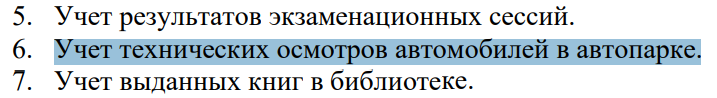 5. Учет результатов экзаменационных сессий.
6. Учет технических осмотров автомобилей в автопарке.
7. Учет выданных книг в библиотеке.